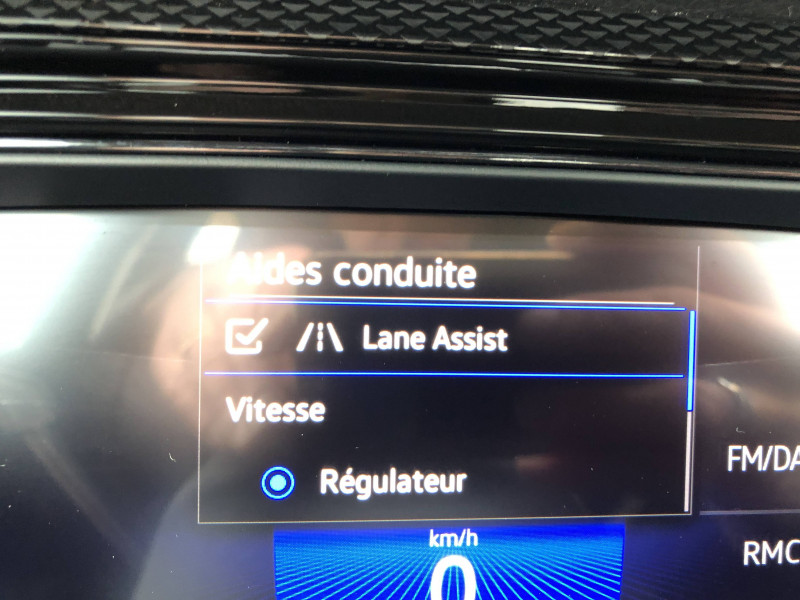 Aides conduite
Lane Assist
Vitesse
Régulateur
FM/DA
RMC
km/h
0